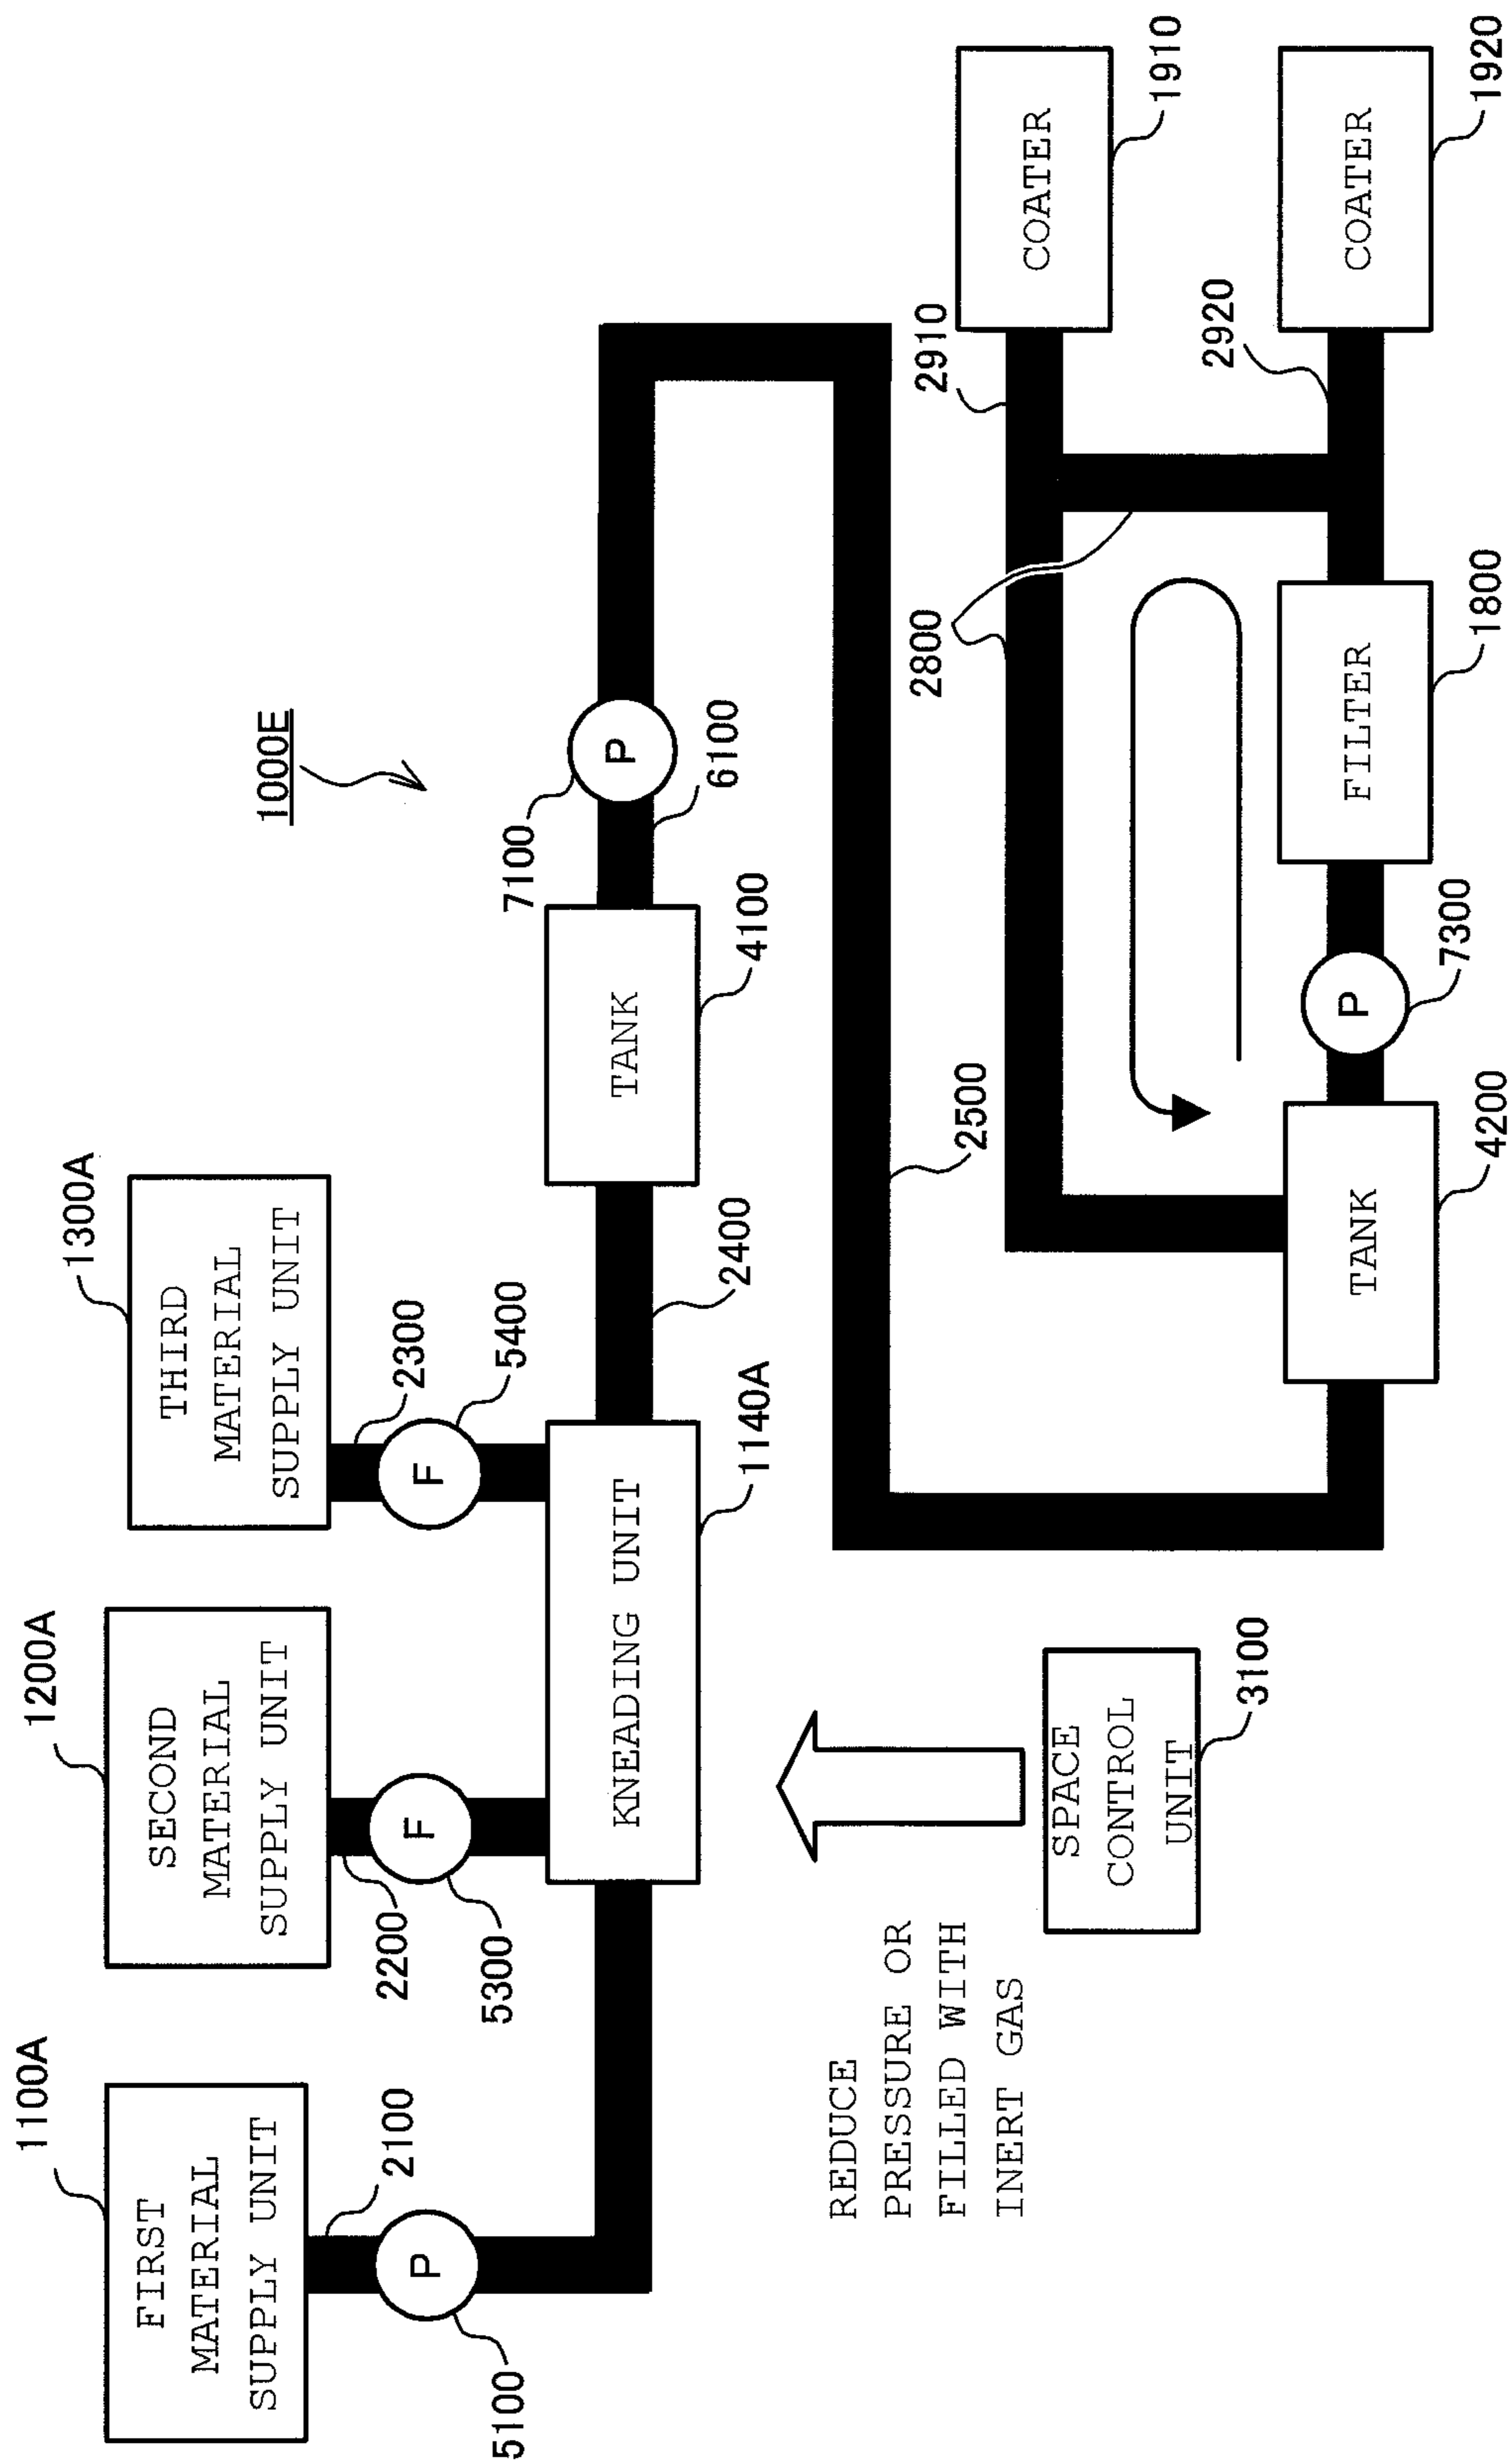 1000E
1100A
FIRST
MATERIAL
SUPPLY UNIT
2100
P
5100
1200A
SECOND
MATERIAL
SUPPLY UNIT
2200
F
5300
1300A
THIRD
MATERIAL
SUPPLY UNIT
2300
F
5400
KNEADING UNIT
1140A
2400
TANK
4100
7100
P
6100
REDUCE
PRESSURE OR
FILLED WITH
INERT GAS
SPACE
CONTROL
UNIT
3100
2500
2800
2910
COATER
1910
TANK
4200
P
7300
FILTER
1800
2920
COATER
1920